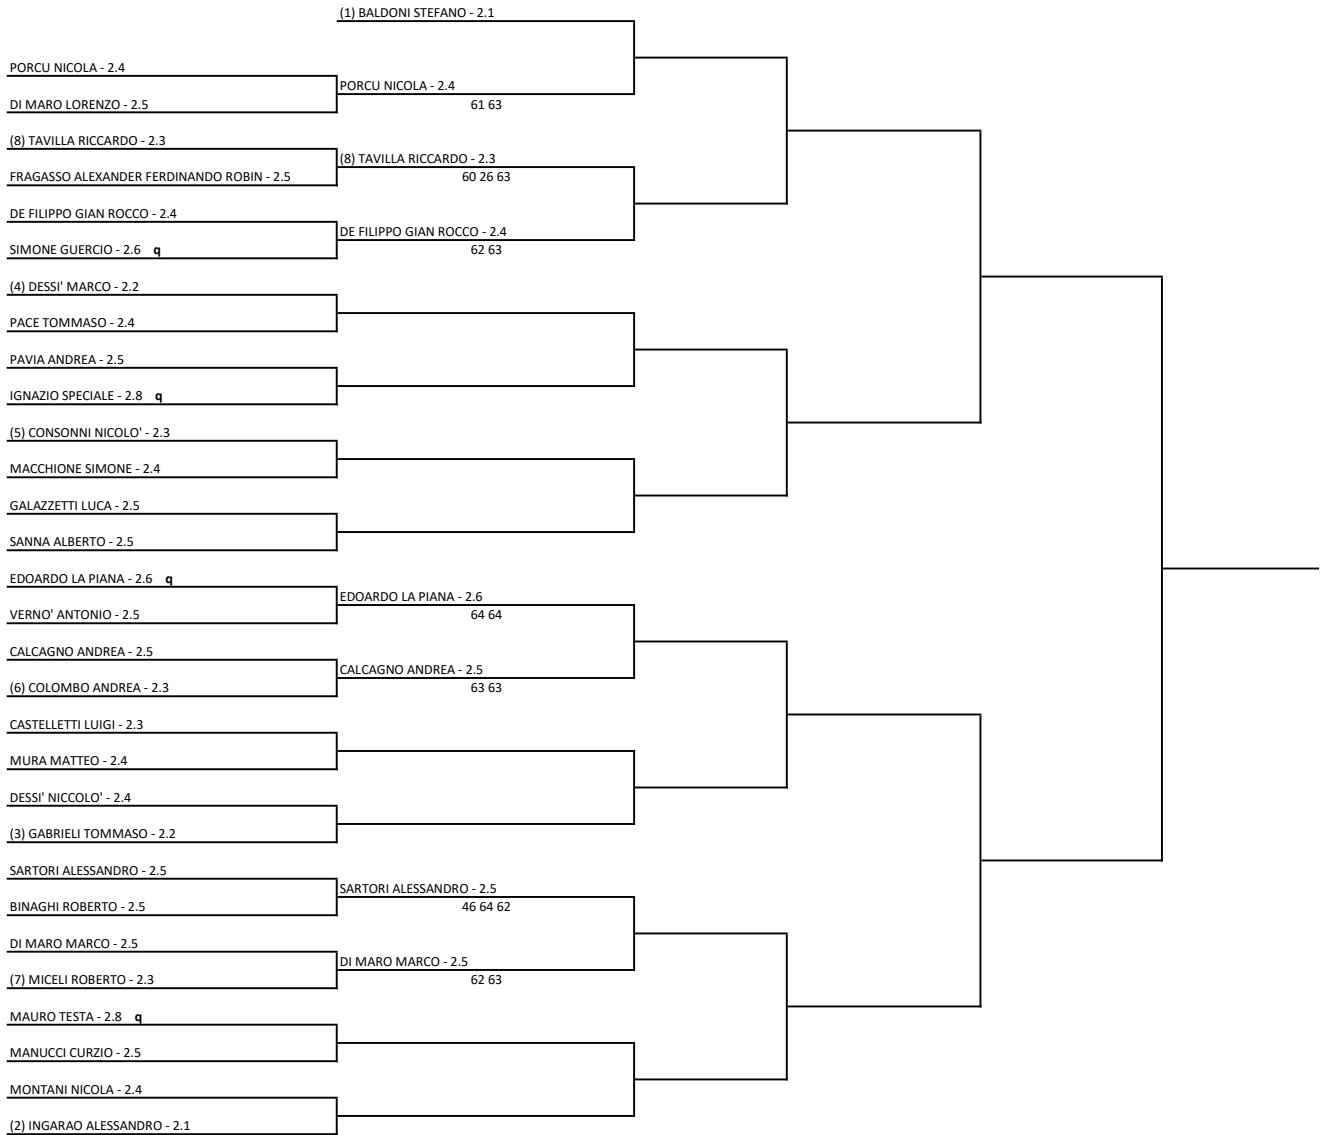 (1) BALDONI STEFANO - 2.1
PORCU NICOLA - 2.4
PORCU NICOLA - 2.4
DI MARO LORENZO - 2.5
61 63
(8) TAVILLA RICCARDO - 2.3
(8) TAVILLA RICCARDO - 2.3
FRAGASSO ALEXANDER FERDINANDO ROBIN - 2.5
60 26 63
DE FILIPPO GIAN ROCCO - 2.4
DE FILIPPO GIAN ROCCO - 2.4
SIMONE GUERCIO - 2.6 q
62 63
(4) DESSI' MARCO - 2.2
PACE TOMMASO - 2.4
PAVIA ANDREA - 2.5
IGNAZIO SPECIALE - 2.8 q
(5) CONSONNI NICOLO' - 2.3
MACCHIONE SIMONE - 2.4
GALAZZETTI LUCA - 2.5
SANNA ALBERTO - 2.5
EDOARDO LA PIANA - 2.6 q
EDOARDO LA PIANA - 2.6
VERNO' ANTONIO - 2.5
64 64
CALCAGNO ANDREA - 2.5
CALCAGNO ANDREA - 2.5
(6) COLOMBO ANDREA - 2.3
63 63
CASTELLETTI LUIGI - 2.3
MURA MATTEO - 2.4
DESSI' NICCOLO' - 2.4
(3) GABRIELI TOMMASO - 2.2
SARTORI ALESSANDRO - 2.5
SARTORI ALESSANDRO - 2.5
BINAGHI ROBERTO - 2.5
46 64 62
DI MARO MARCO - 2.5
DI MARO MARCO - 2.5
(7) MICELI ROBERTO - 2.3
62 63
MAURO TESTA - 2.8 q
MANUCCI CURZIO - 2.5
MONTANI NICOLA - 2.4
(2) INGARAO ALESSANDRO - 2.1